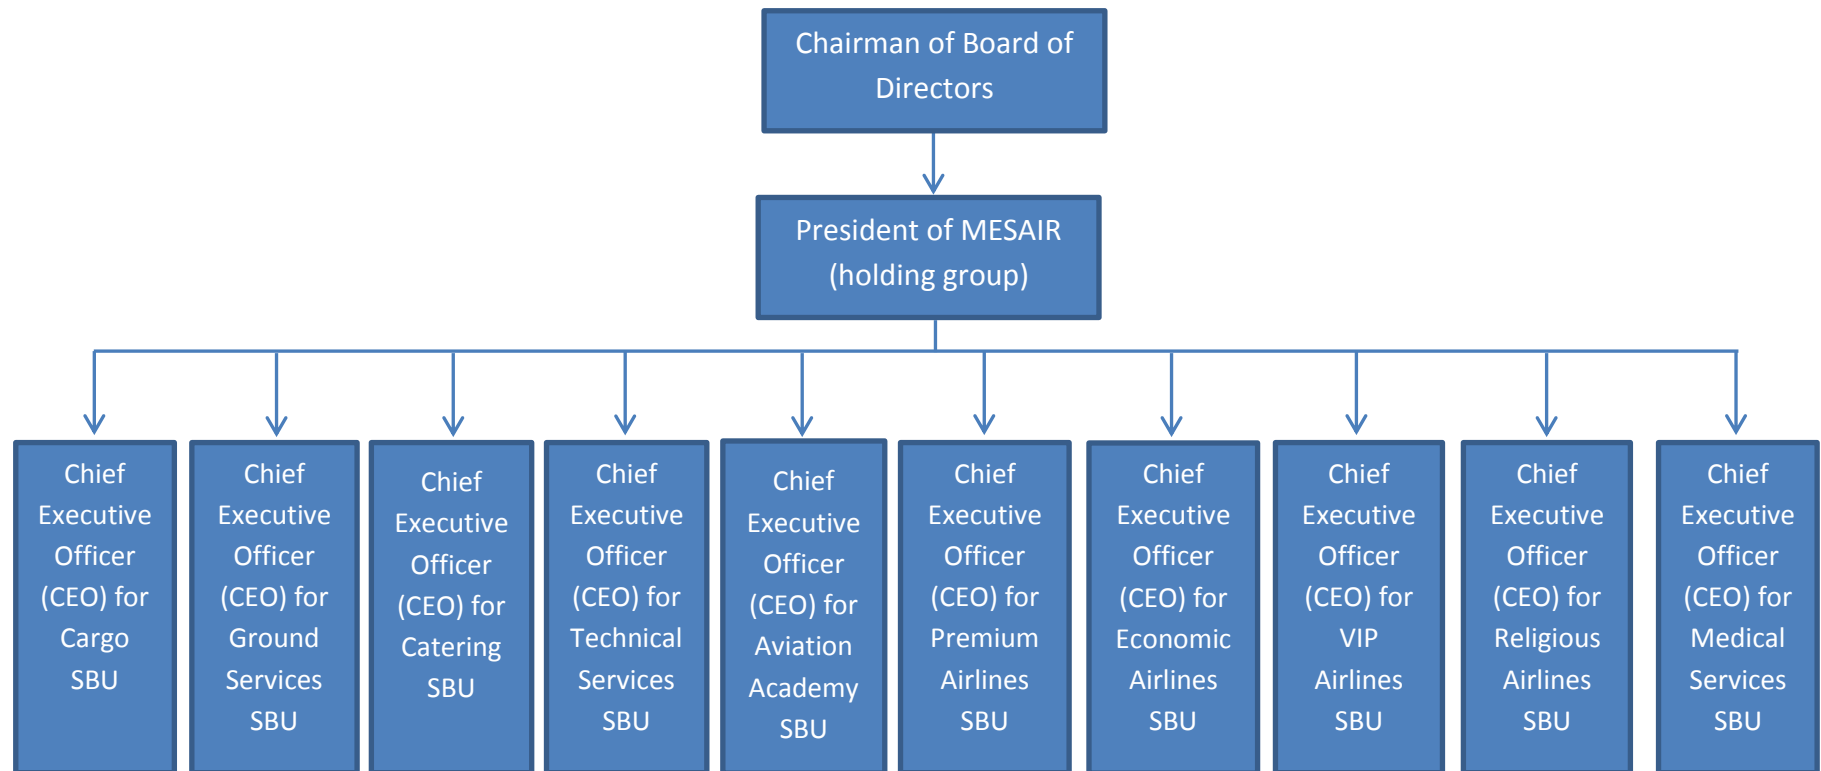 Chairman of Board of
Directors
President of MESAIR
(holding group)
Chief
Executive
Officer
(CEO) for
Cargo
SBU
Chief
Executive
Officer
(CEO) for
Ground
Services
SBU
Chief
Executive
Officer
(CEO) for
Catering
SBU
Chief
Executive
Officer
(CEO) for
Technical
Services
SBU
Chief
Executive
Officer
(CEO) for
Aviation
Academy
SBU
Chief
Executive
Officer
(CEO) for
Premium
Airlines
SBU
Chief
Executive
Officer
(CEO) for
Economic
Airlines
SBU
Chief
Executive
Officer
(CEO) for
VIP
Airlines
SBU
Chief
Executive
Officer
(CEO) for
Religious
Airlines
SBU
Chief
Executive
Officer
(CEO) for
Medical
Services
SBU